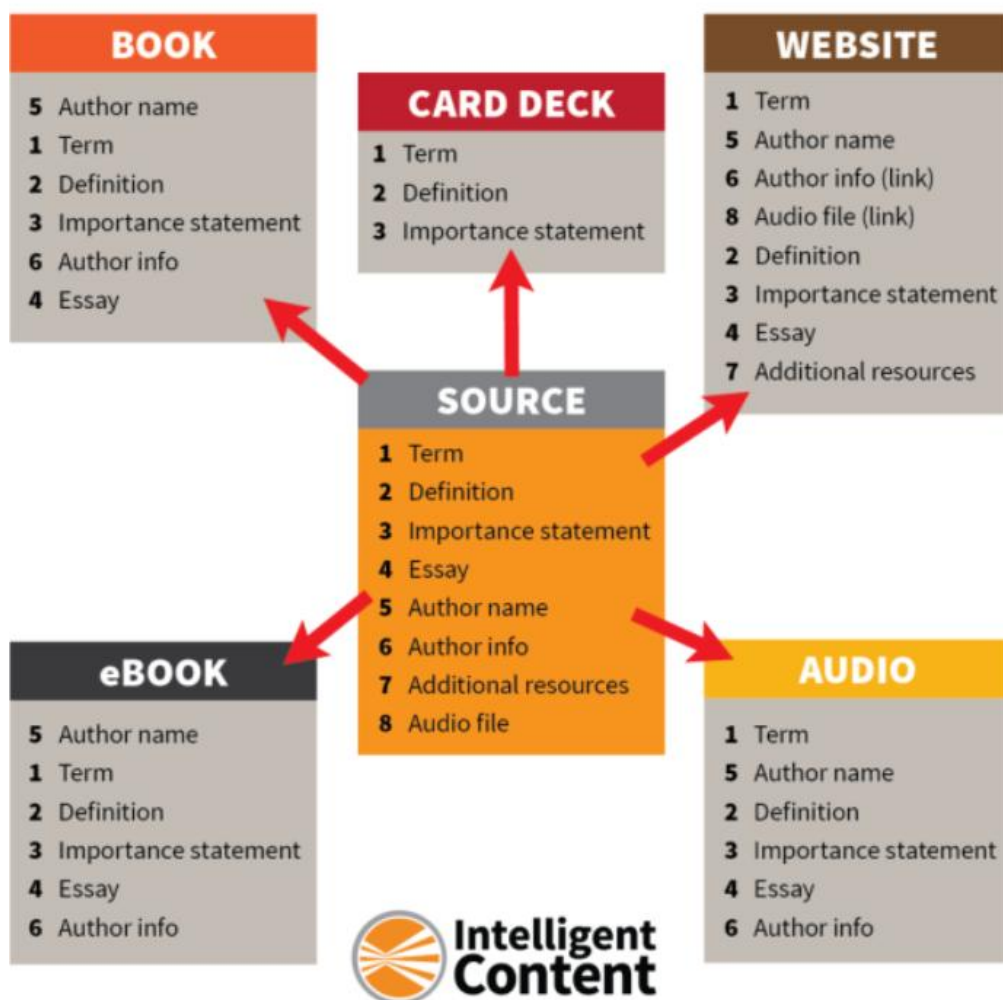 BOOK
5 Author name
1 Term
2 Definition
3 Importance statement
6 Author info
4 Essay
CARD DECK
1 Term
2 Definition
3 Importance statement
WEBSITE
1 Term
5 Author name
6 Author info (link)
8 Audio file (link)
2 Definition
3 Importance statement
4 Essay
7 Additional resources
SOURCE
1 Term
2 Definition
3 Importance statement
4 Essay
5 Author name
6 Author info
7 Additional resources
8 Audio file
eBOOK
5 Author name
1 Term
2 Definition
3 Importance statement
4 Essay
6 Author info
AUDIO
1 Term
5 Author name
2 Definition
3 Importance statement
4 Essay
6 Author info
Intelligent
Content